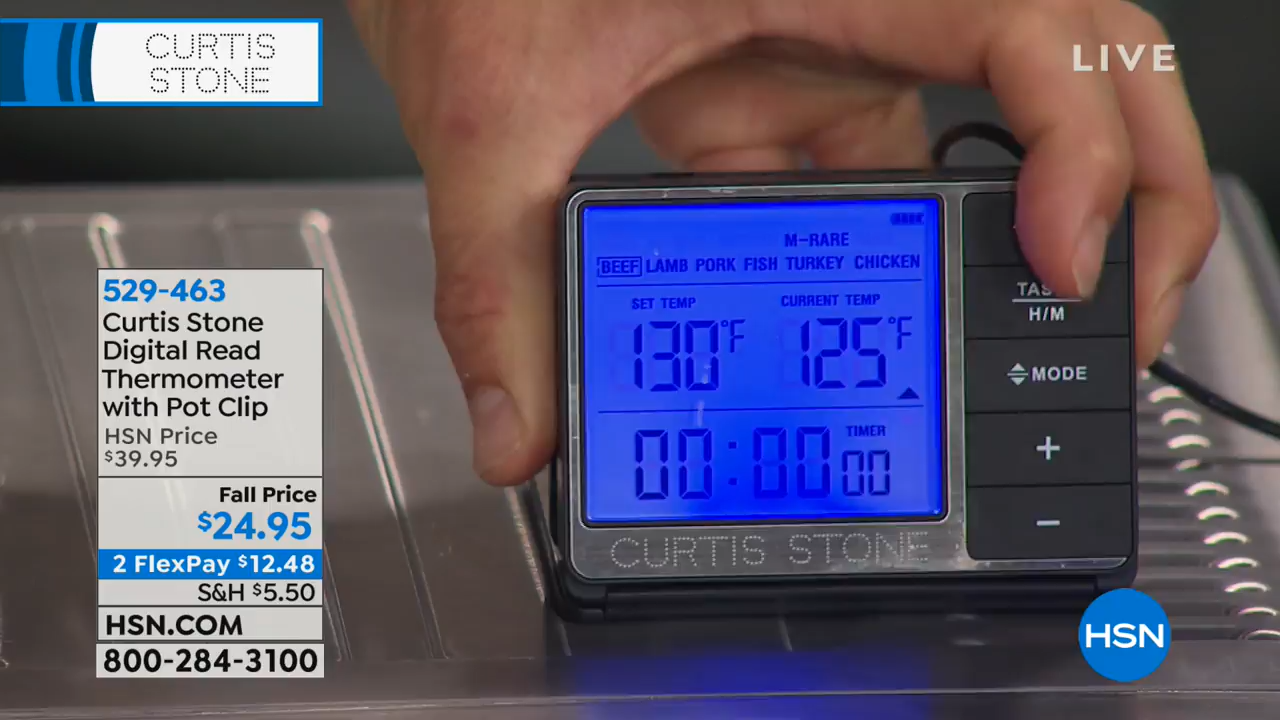 CURTIS
STONE
LIVE
529-463
Curtis Stone
Digital Read
Thermometer
with Pot Clip
HSN Price
$39.95
Fall Price
$24.95
2 FlexPay $12.48
S&H $5.50
HSN.COM
800-284-3100
M-RARE
BEEF LAMB PORK FISH TURKEY CHICKEN
SET TEMP CURRENT TEMP
130°F 125°F
TIMER
00:00 00
CURTIS STONE
H/M
MODE
+
−
HSN